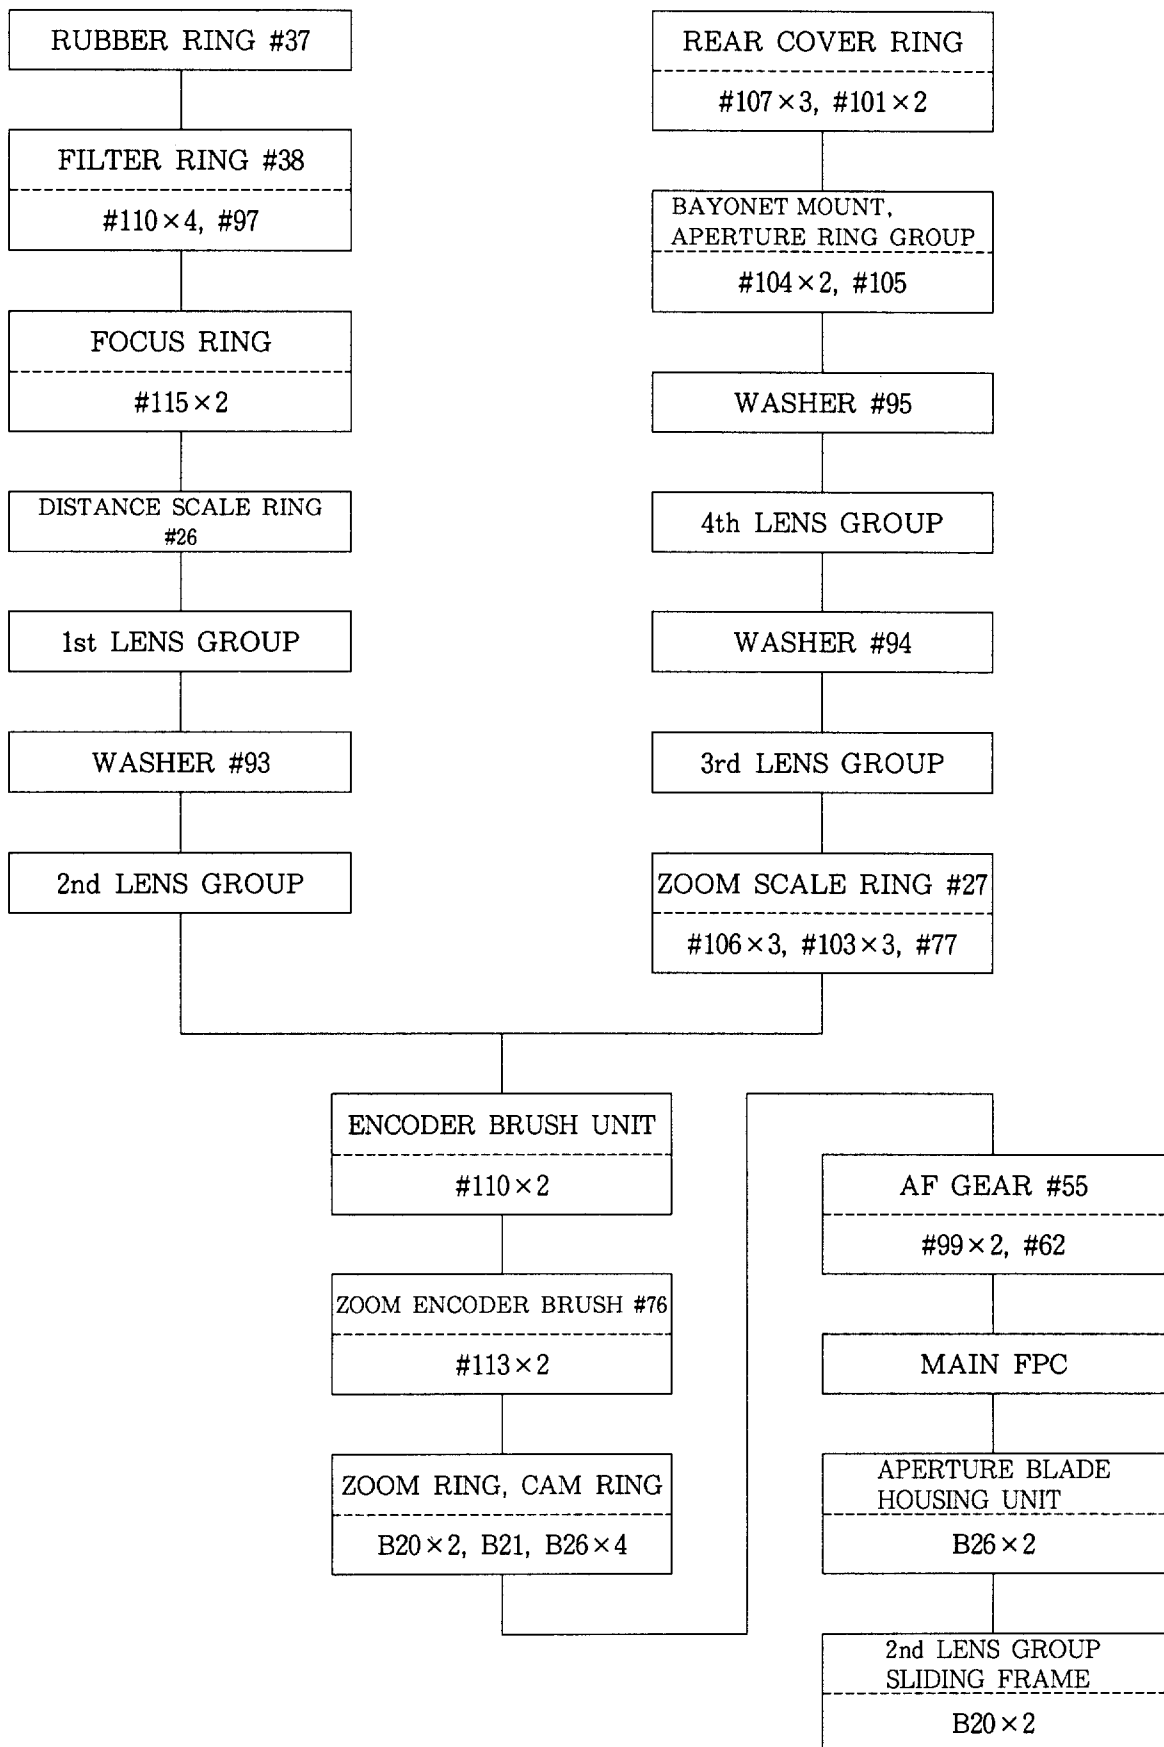 RUBBER RING #37
FILTER RING #38
#110×4, #97
FOCUS RING
#115×2
DISTANCE SCALE RING
#26
1st LENS GROUP
WASHER #93
2nd LENS GROUP
REAR COVER RING
#107×3, #101×2
BAYONET MOUNT,
APERTURE RING GROUP
#104×2, #105
WASHER #95
4th LENS GROUP
WASHER #94
3rd LENS GROUP
ZOOM SCALE RING #27
#106×3, #103×3, #77
ENCODER BRUSH UNIT
#110×2
ZOOM ENCODER BRUSH #76
#113×2
ZOOM RING, CAM RING
B20×2, B21, B26×4
AF GEAR #55
#99×2, #62
MAIN FPC
APERTURE BLADE
HOUSING UNIT
B26×2
2nd LENS GROUP
SLIDING FRAME
B20×2